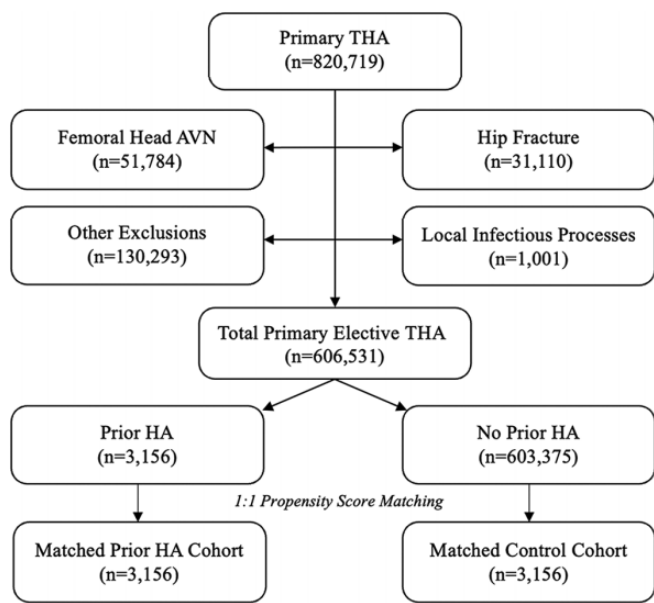 Primary THA
(n=820,719)
Femoral Head AVN
(n=51,784)
Hip Fracture
(n=31,110)
Other Exclusions
(n=130,293)
Local Infectious Processes
(n=1,001)
Total Primary Elective THA
(n=606,531)
Prior HA
(n=3,156)
No Prior HA
(n=603,375)
1:1 Propensity Score Matching
Matched Prior HA Cohort
(n=3,156)
Matched Control Cohort
(n=3,156)